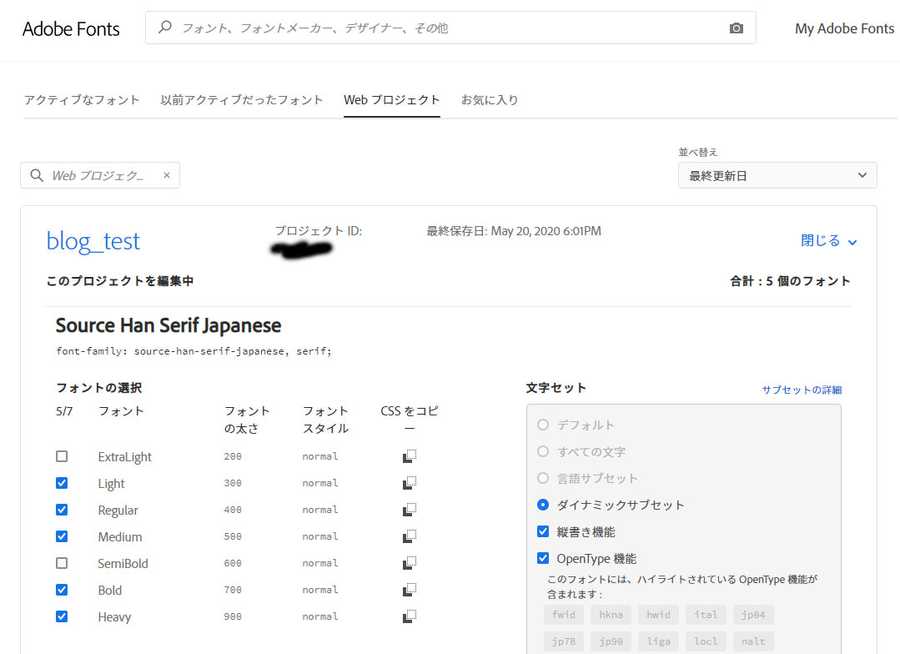 Adobe Fonts
フォント、フォントメーカー、デザイナー、その他
My Adobe Fonts
アクティブなフォント 以前アクティブだったフォント Web プロジェクト お気に入り
並べ替え
Web プロジェク... ×
最終更新日
blog_test
プロジェクト ID:
最終保存日: May 20, 2020 6:01PM
閉じる
このプロジェクトを編集中
合計 : 5 個のフォント
Source Han Serif Japanese
font-family: source-han-serif-japanese, serif;
フォントの選択
5/7 フォント フォントの太さ フォントスタイル CSS をコピー
ExtraLight 200 normal
Light 300 normal
Regular 400 normal
Medium 500 normal
SemiBold 600 normal
Bold 700 normal
Heavy 900 normal
文字セット サブセットの詳細
デフォルト
すべての文字
言語サブセット
ダイナミックサブセット
縦書き機能
OpenType 機能
このフォントには、ハイライトされている OpenType 機能が
含まれます :
fwid hkna hwid ital jp04
jp78 jp90 liga locl nalt